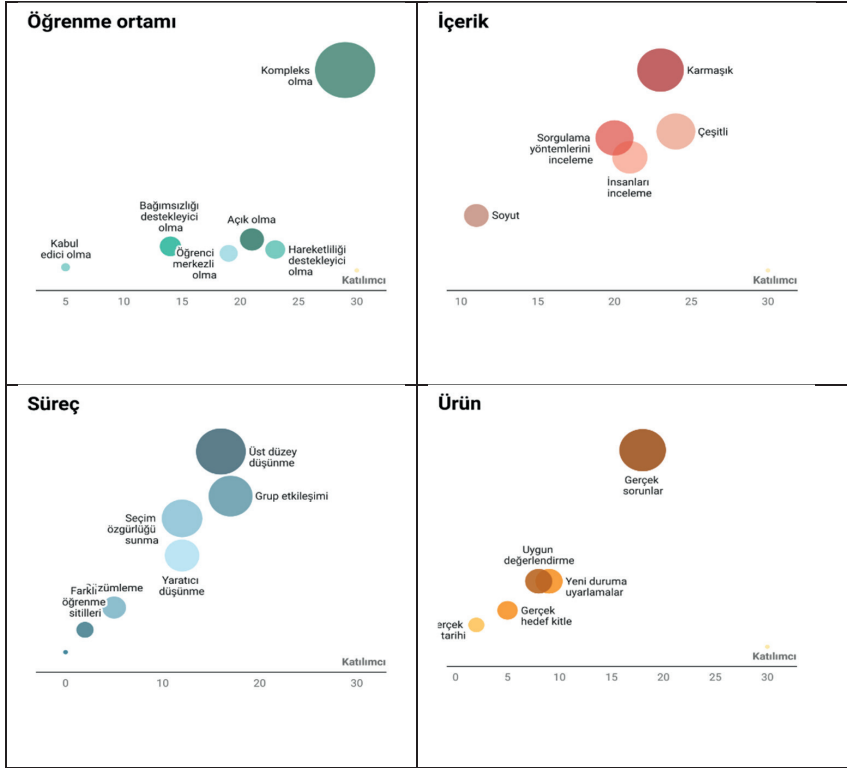 Öğrenme ortamı
Kompleks
olma
Bağımsızlığı
destekleyici
olma
Açık olma
Kabul
edici olma
Öğrenci
merkezli
olma
Hareketliliği
destekleyici
olma
Katılımcı
5 10 15 20 25 30
İçerik
Karmaşık
Sorgulama
yöntemlerini
inceleme
Çeşitli
İnsanları
inceleme
Soyut
Katılımcı
10 15 20 25 30
Süreç
Üst düzey
düşünme
Grup etkileşimi
Seçim
özgürlüğü
sunma
Yaratıcı
düşünme
Farklı
öğrenme
sitilleri
Katılımcı
0 10 20 30
Ürün
Gerçek
sorunlar
Uygun
değerlendirme
Yeni duruma
uyarlamalar
Gerçek
hedef kitle
tarihi
Katılımcı
0 5 10 15 20 25 30